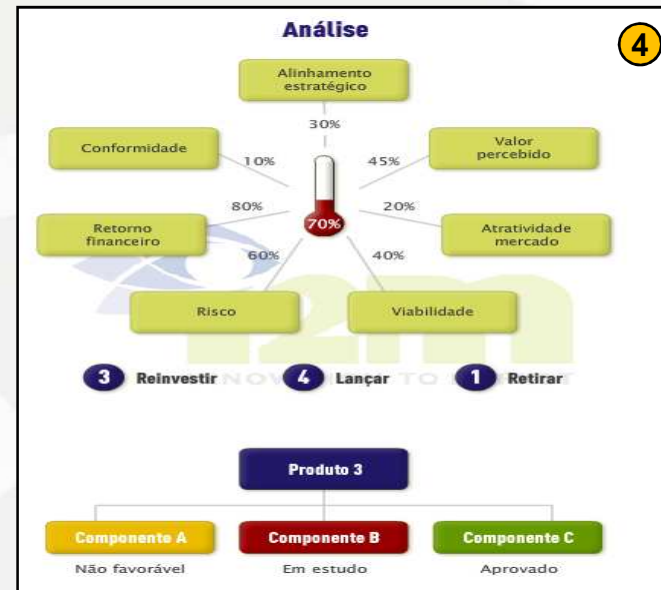 Análise
4
Alinhamento
estratégico
30%
Conformidade
10%
45%
Valor
percebido
Retorno
financeiro
80%
70%
20%
Atratividade
mercado
60%
40%
Risco
Viabilidade
3 Reinvestir
4 Lançar
1 Retirar
Produto 3
Componente A
Componente B
Componente C
Não favorável
Em estudo
Aprovado